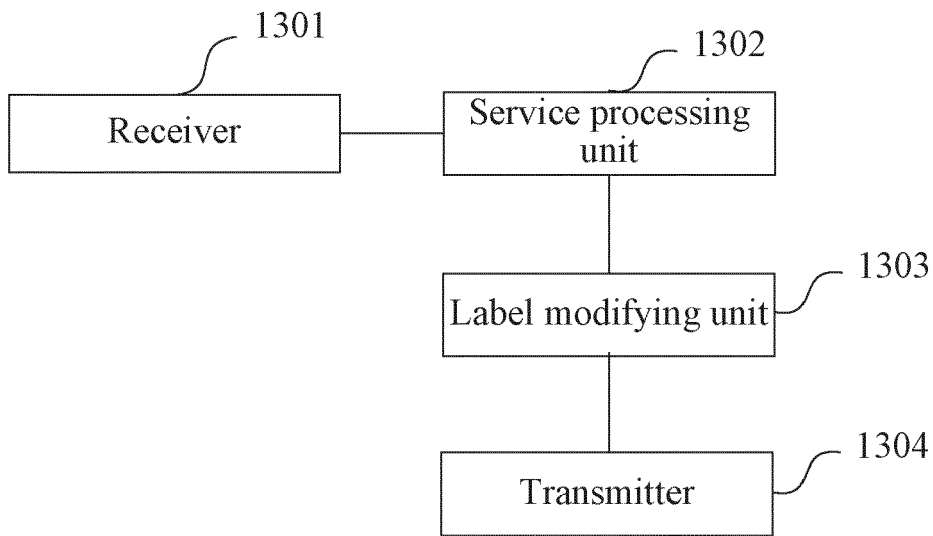 1301
1302
Receiver
Service processing
unit
1303
Label modifying unit
1304
Transmitter